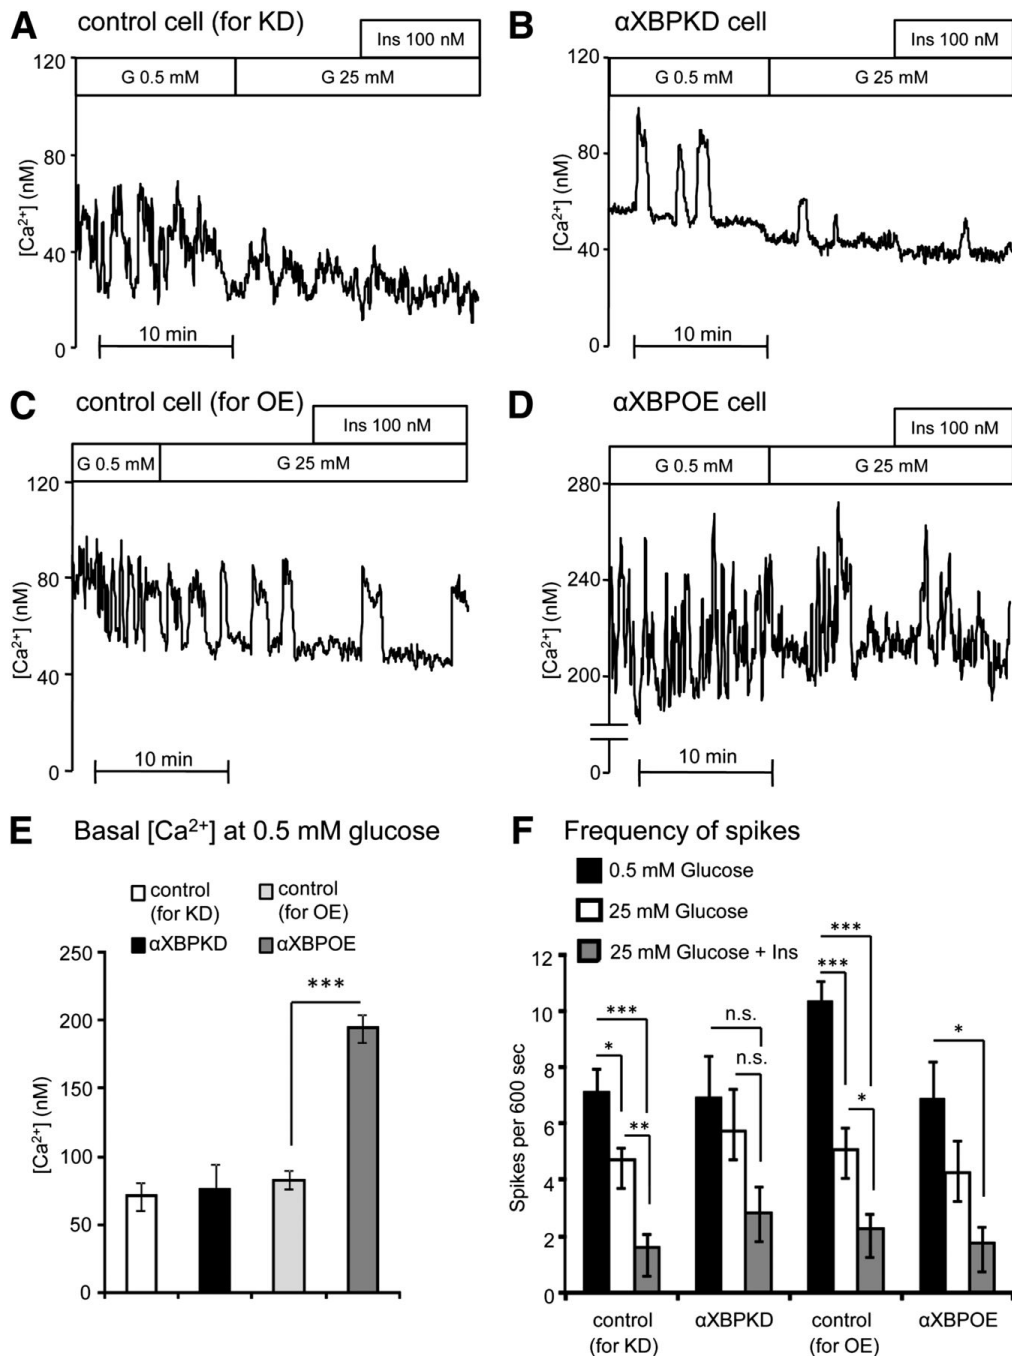 A control cell (for KD)
Ins 100 nM
G 0.5 mM G 25 mM
120
80
40
0
[Ca²⁺] (nM)
10 min
B αXBPKD cell
Ins 100 nM
G 0.5 mM G 25 mM
120
80
40
0
[Ca²⁺] (nM)
10 min
C control cell (for OE)
Ins 100 nM
G 0.5 mM G 25 mM
120
80
40
0
[Ca²⁺] (nM)
10 min
D αXBPOE cell
Ins 100 nM
G 0.5 mM G 25 mM
280
240
200
0
[Ca²⁺] (nM)
10 min
E Basal [Ca²⁺] at 0.5 mM glucose
control
(for KD)
control
(for OE)
αXBPKD
αXBPOE
250
200
150
100
50
0
[Ca²⁺] (nM)
***
F Frequency of spikes
0.5 mM Glucose
25 mM Glucose
25 mM Glucose + Ins
12
10
8
6
4
2
0
Spikes per 600 sec
***
*
**
n.s.
n.s.
***
***
*
*
control
(for KD)
αXBPKD
control
(for OE)
αXBPOE